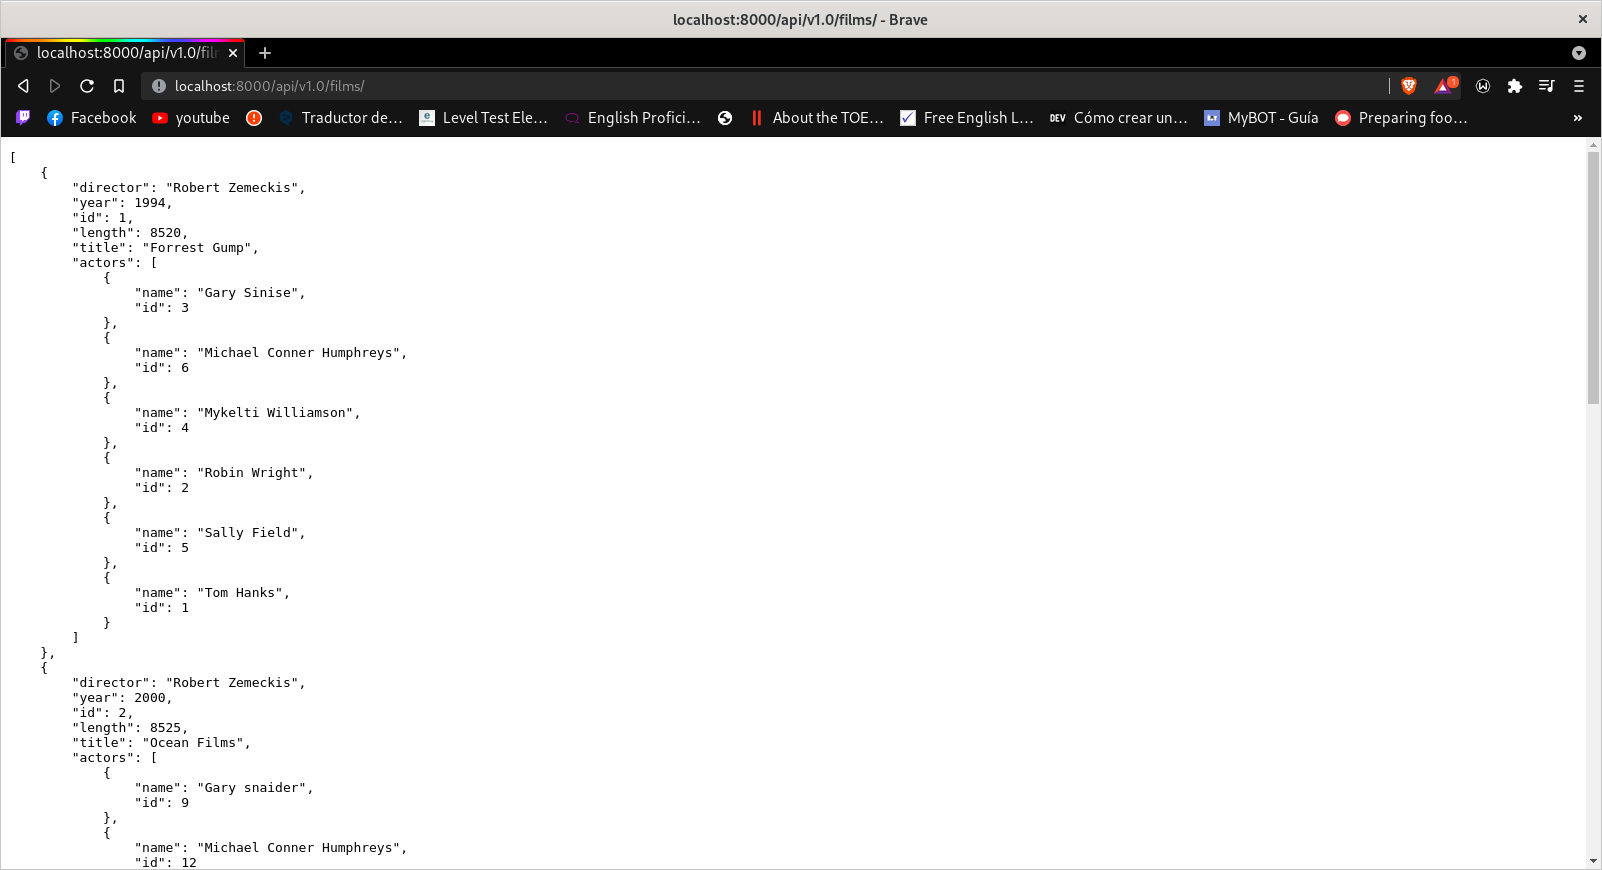 localhost:8000/api/v1.0/films/ - Brave
localhost:8000/api/v1.0/fil
localhost:8000/api/v1.0/films/
1
Facebook youtube Traductor de... Level Test Ele... English Profici... About the TOE... Free English L... DEV Cómo crear un... MyBOT - Guía Preparing foo... »
[
    {
        "director": "Robert Zemeckis",
        "year": 1994,
        "id": 1,
        "length": 8520,
        "title": "Forrest Gump",
        "actors": [
            {
                "name": "Gary Sinise",
                "id": 3
            },
            {
                "name": "Michael Conner Humphreys",
                "id": 6
            },
            {
                "name": "Mykelti Williamson",
                "id": 4
            },
            {
                "name": "Robin Wright",
                "id": 2
            },
            {
                "name": "Sally Field",
                "id": 5
            },
            {
                "name": "Tom Hanks",
                "id": 1
            }
        ]
    },
    {
        "director": "Robert Zemeckis",
        "year": 2000,
        "id": 2,
        "length": 8525,
        "title": "Ocean Films",
        "actors": [
            {
                "name": "Gary snaider",
                "id": 9
            },
            {
                "name": "Michael Conner Humphreys",
                "id": 12